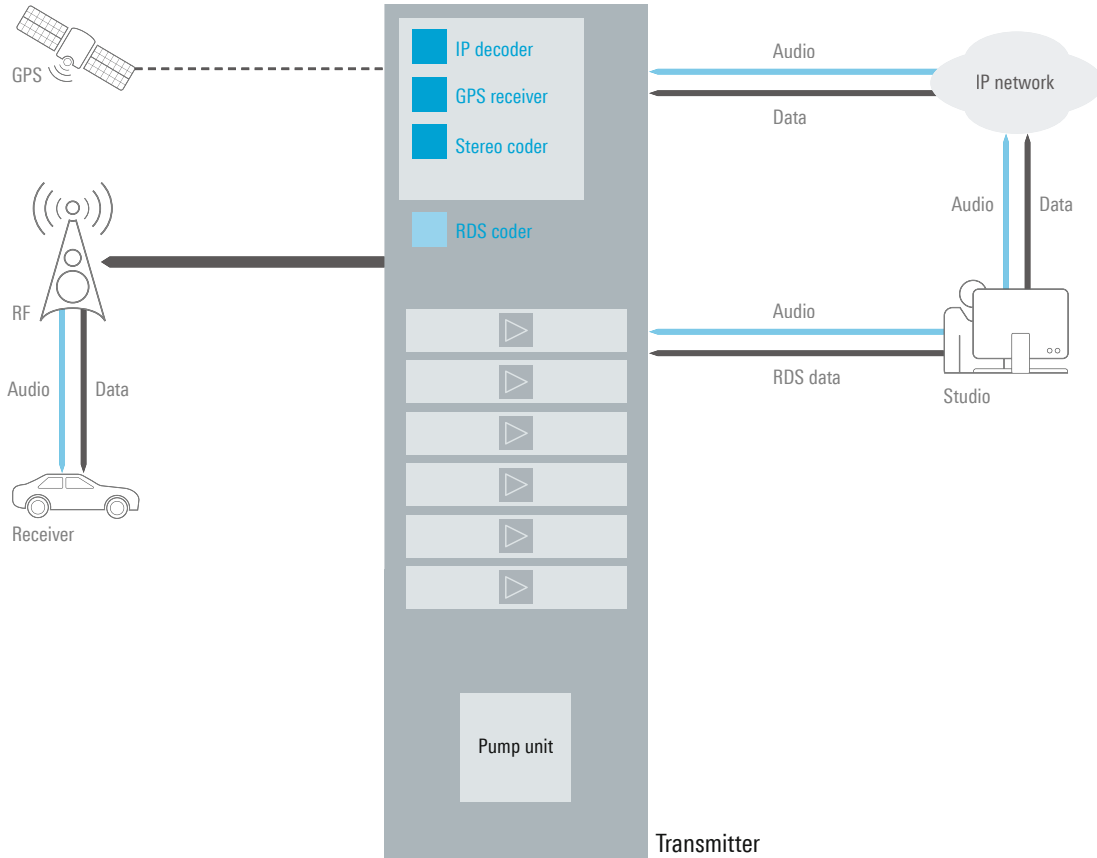 GPS
IP decoder
GPS receiver
Stereo coder
RDS coder
Audio
Data
IP network
Audio
Data
RF
Audio
Data
Receiver
Audio
RDS data
Studio
Pump unit
Transmitter